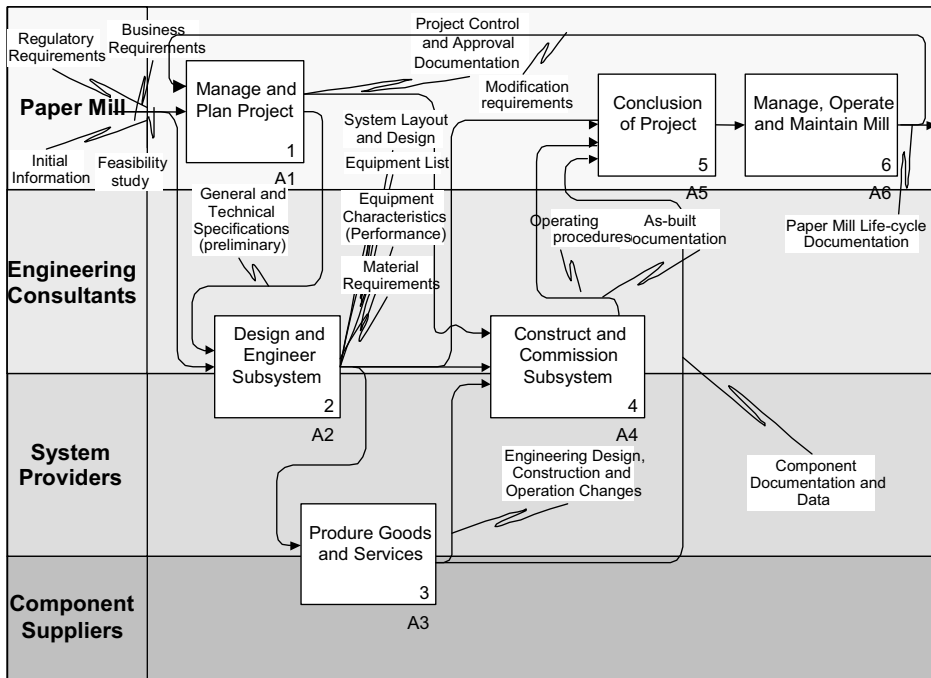 Regulatory
Requirements
Business
Requirements
Project Control
and Approval
Documentation
Paper Mill
Manage and
Plan Project
1
A1
Modification
requirements
Conclusion
of Project
5
A5
Manage, Operate
and Maintain Mill
6
A6
Initial
Information
Feasibility
study
System Layout
and Design
Equipment List
General and
Technical
Specifications
(preliminary)
Equipment
Characteristics
(Performance)
Material
Requirements
Operating
procedures
As-built
ocumentation
Paper Mill Life-cycle
Documentation
Engineering
Consultants
Design and
Engineer
Subsystem
2
A2
Construct and
Commission
Subsystem
4
A4
System
Providers
Engineering Design,
Construction and
Operation Changes
Component
Documentation and
Data
Produre Goods
and Services
3
A3
Component
Suppliers